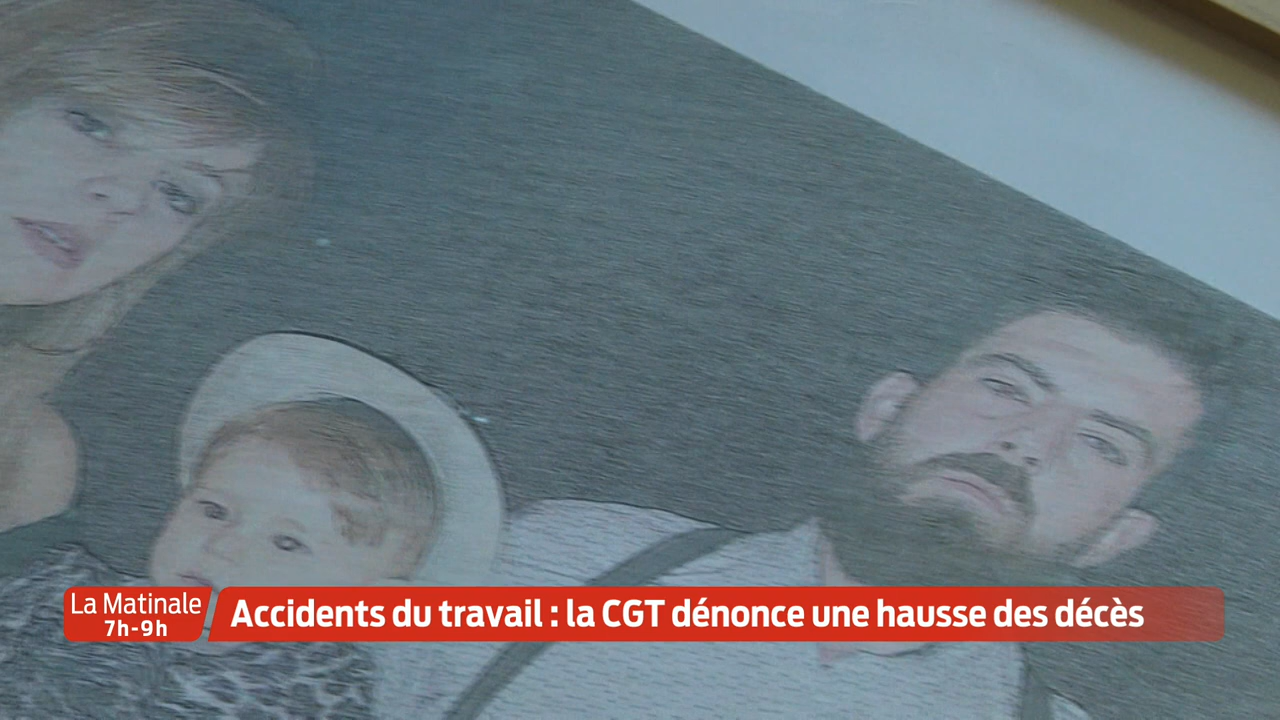 La Matinale
7h-9h
Accidents du travail : la CGT dénonce une hausse des décès